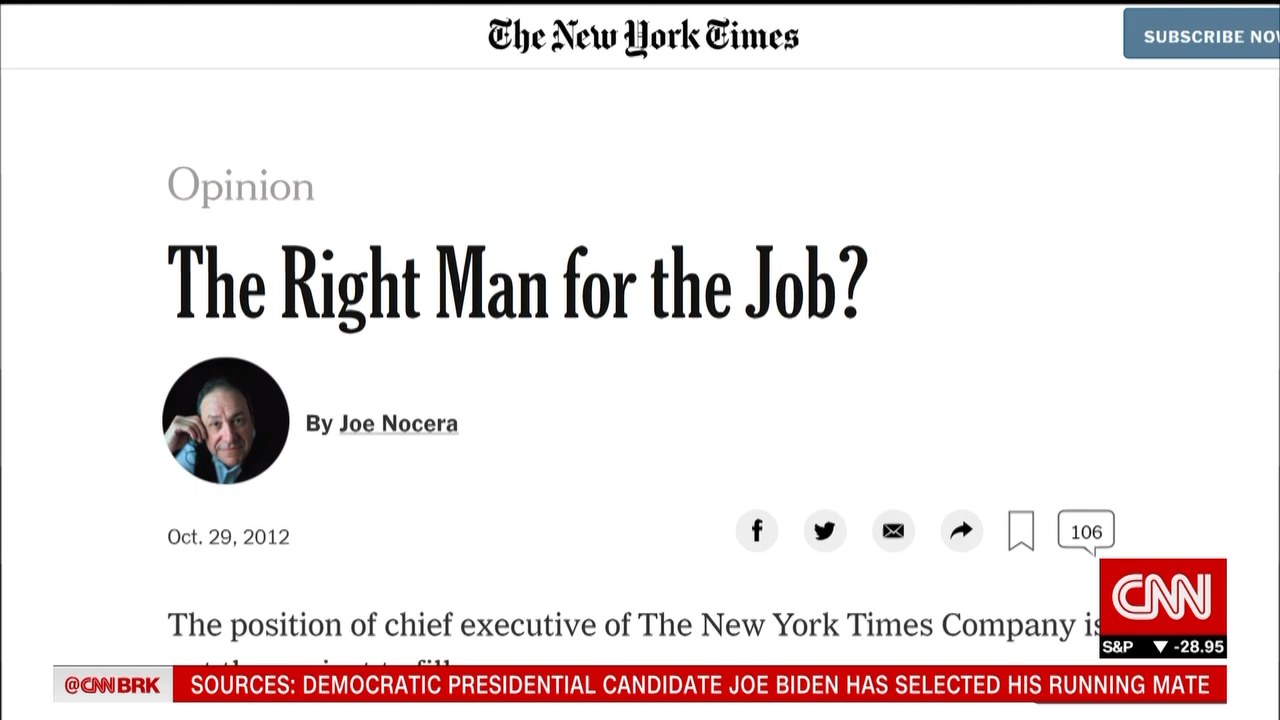 The New York Times
SUBSCRIBE
Opinion
The Right Man for the Job?
By Joe Nocera
Oct. 29, 2012
106
The position of chief executive of The New York Times Company is
CNN
S&P ▼ -28.95
@CNNBRK SOURCES: DEMOCRATIC PRESIDENTIAL CANDIDATE JOE BIDEN HAS SELECTED HIS RUNNING MATE